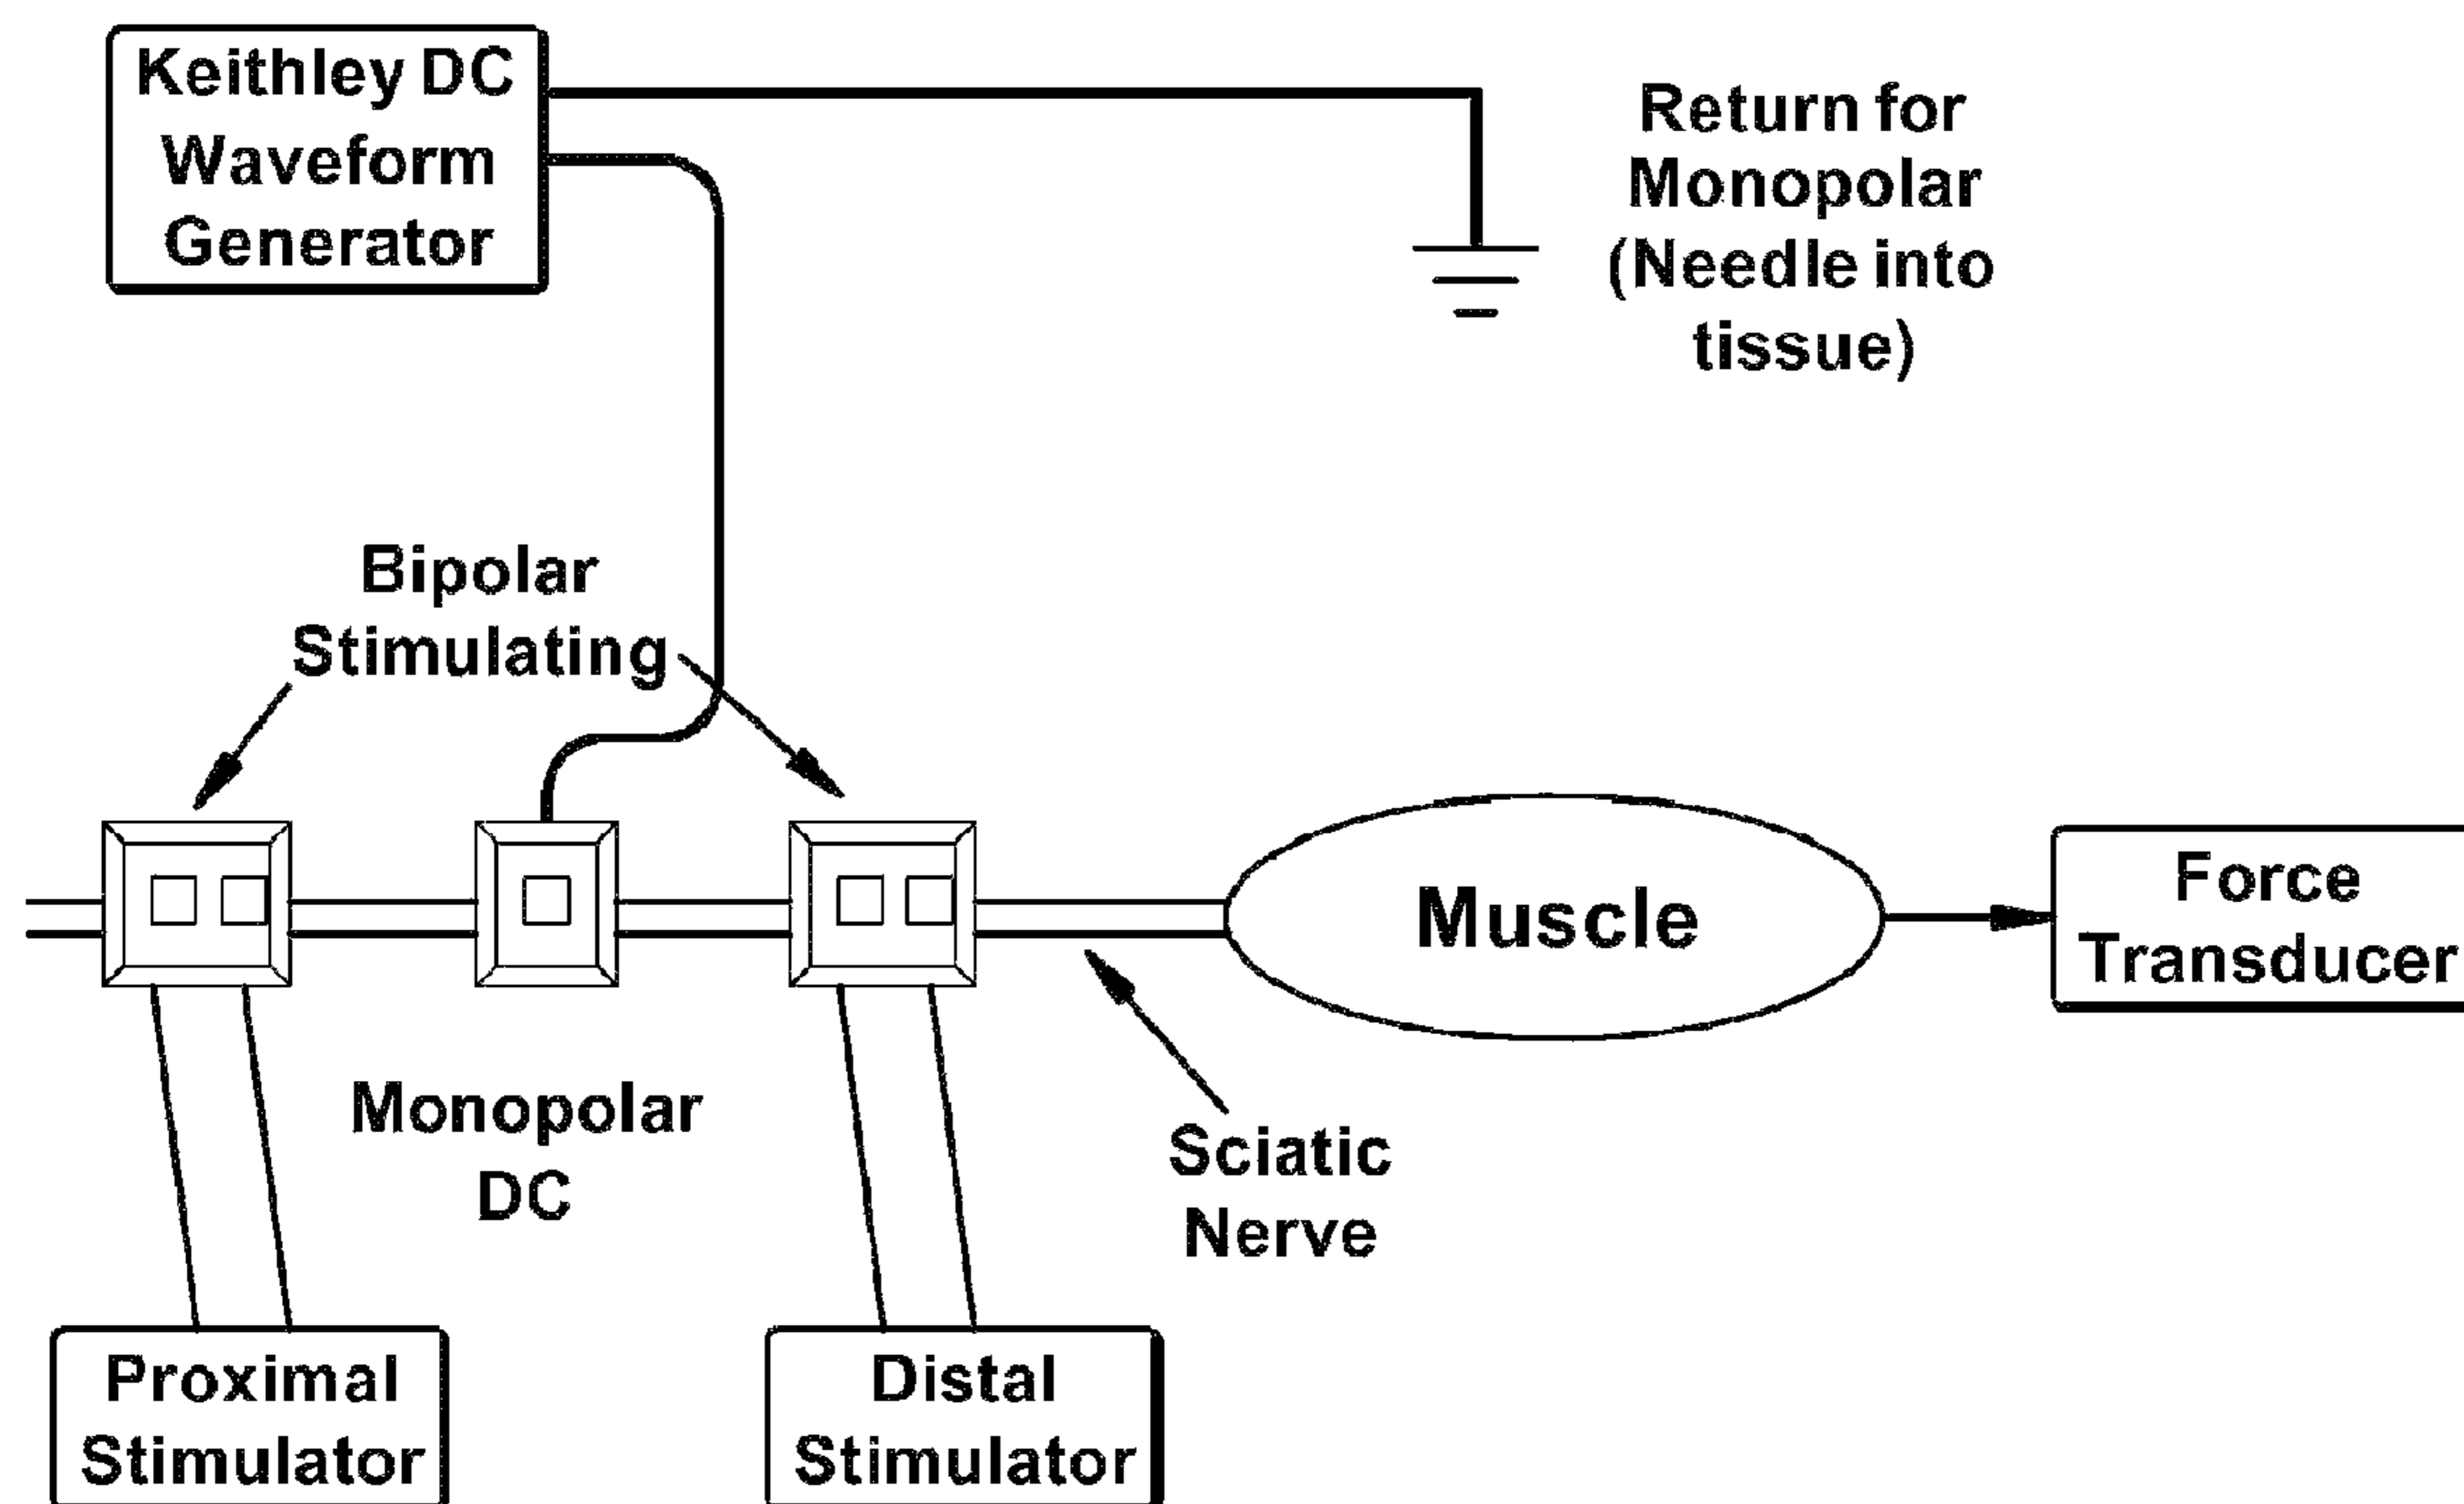 Keithley DC
Waveform
Generator
Return for
Monopolar
(Needle into
tissue)
Bipolar
Stimulating
Muscle
Force
Transducer
Monopolar
DC
Sciatic
Nerve
Proximal
Stimulator
Distal
Stimulator